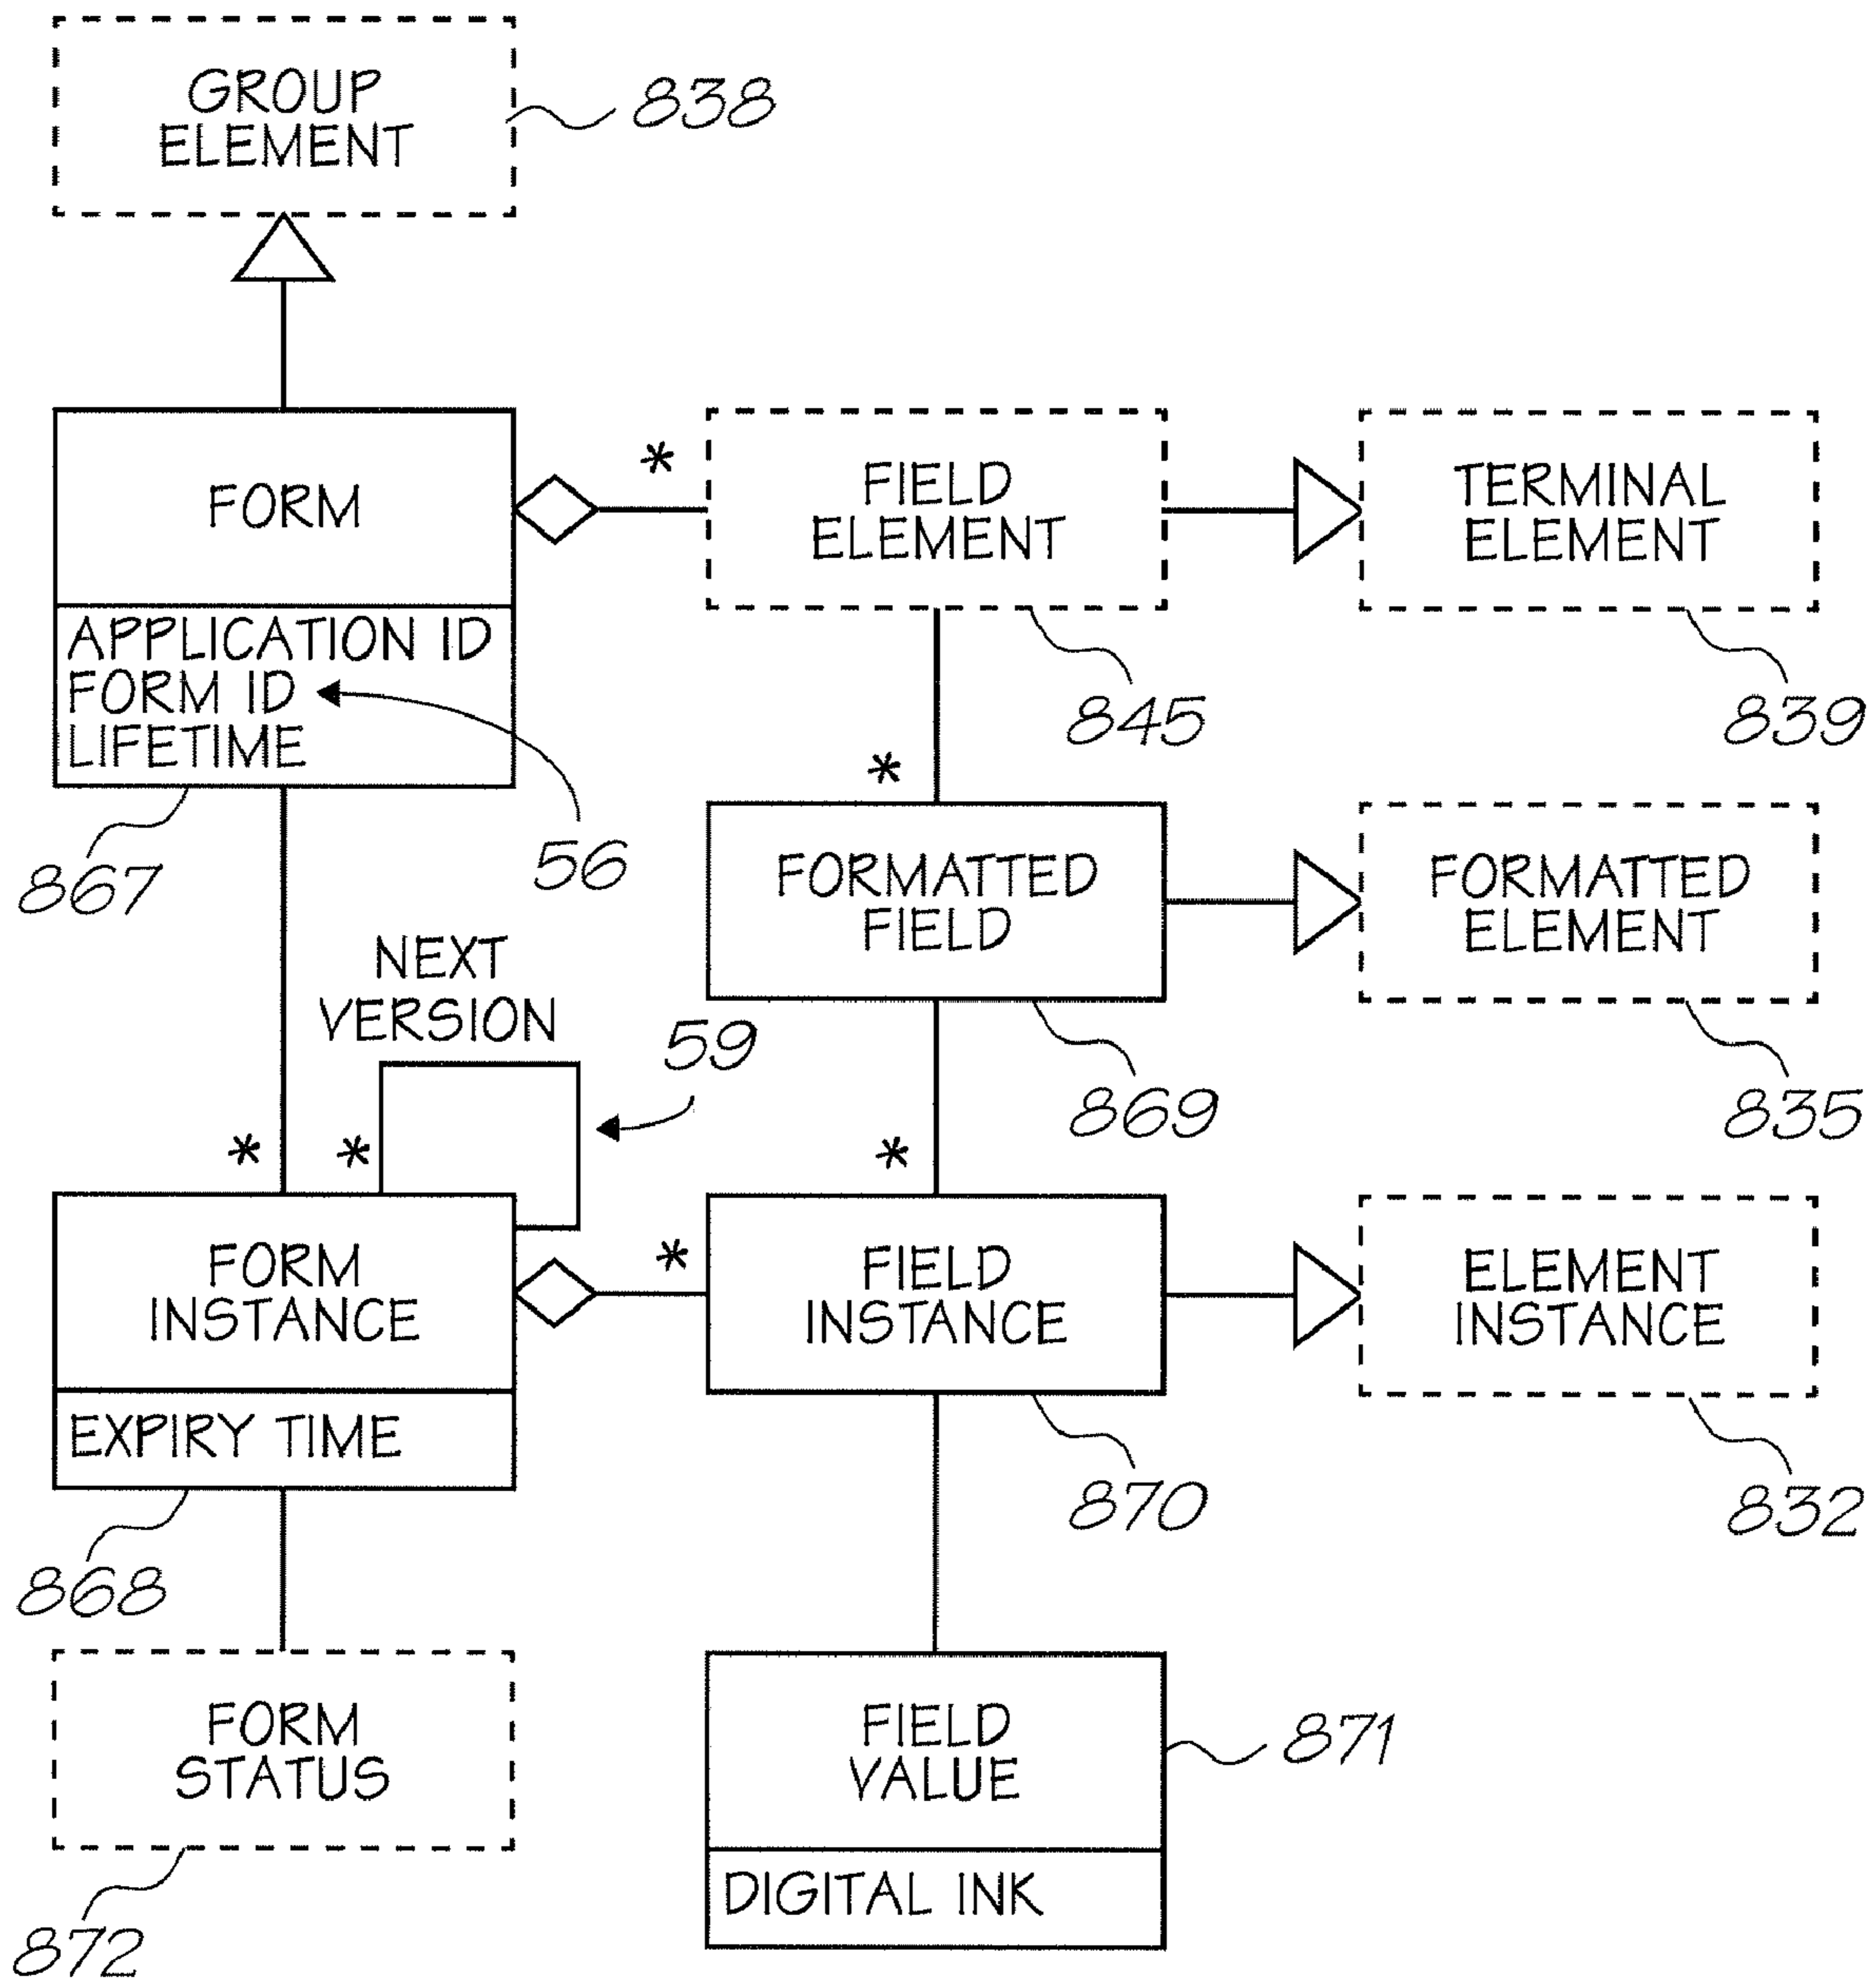 GROUP
ELEMENT
838
FORM
*
FIELD
ELEMENT
TERMINAL
ELEMENT
APPLICATION ID
FORM ID
LIFETIME
845
839
*
867
56
FORMATTED
FIELD
FORMATTED
ELEMENT
NEXT
VERSION
59
869
835
*
*
*
FORM
INSTANCE
*
FIELD
INSTANCE
ELEMENT
INSTANCE
EXPIRY TIME
870
832
868
FORM
STATUS
FIELD
VALUE
871
DIGITAL INK
872